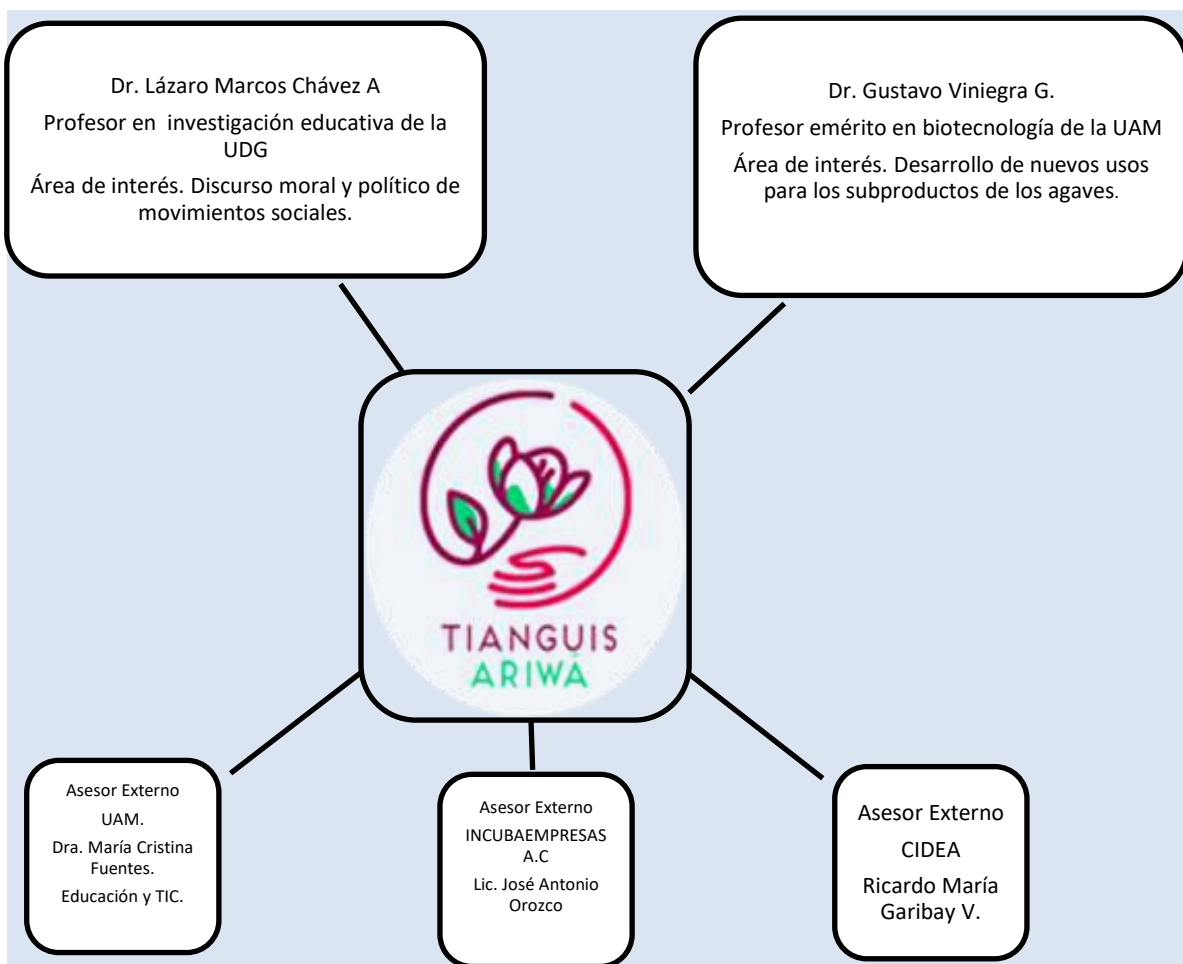 Dr. Lázaro Marcos Chávez A
Profesor en investigación educativa de la
UDG
Área de interés. Discurso moral y político de
movimientos sociales.
Dr. Gustavo Viniegra G.
Profesor emérito en biotecnología de la UAM
Área de interés. Desarrollo de nuevos usos
para los subproductos de los agaves.
TIANGUIS
ARIWÁ
Asesor Externo
UAM.
Dra. María Cristina
Fuentes.
Educación y TIC.
Asesor Externo
INCUBAEMPRESAS
A.C
Lic. José Antonio
Orozco
Asesor Externo
CIDEA
Ricardo María
Garibay V.